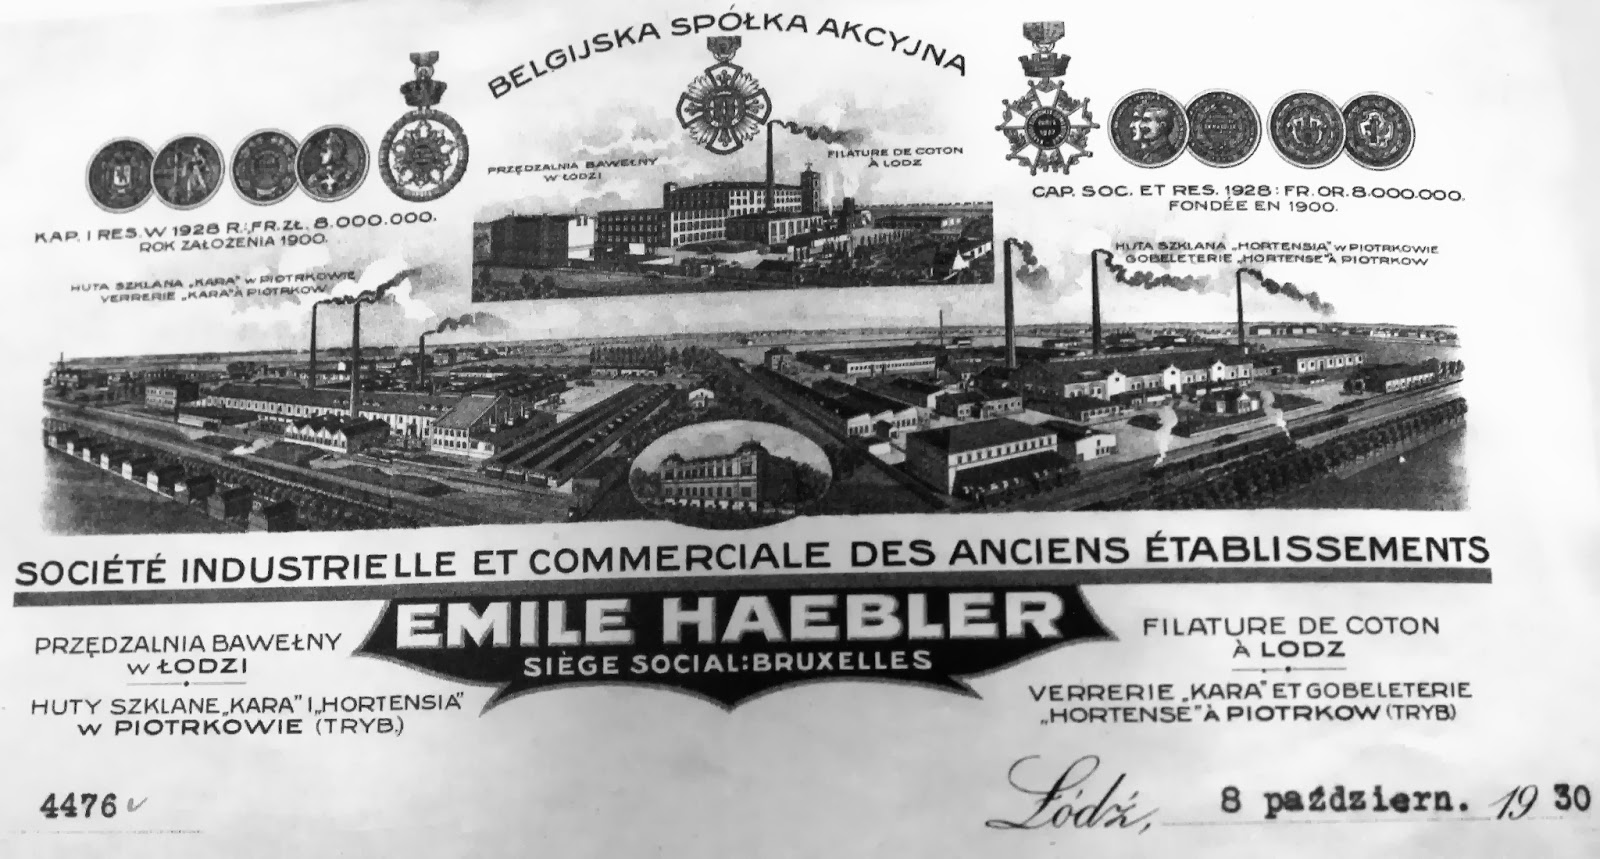 BELGIJSKA SPÓŁKA AKCYJNA
PRZĘDZALNIA BAWEŁNY
W ŁODZI
FILATURE DE COTON
À LODZ
KAP. I RES. W 1928 R.: FR. ZŁ. 8.000.000.
ROK ZAŁOŻENIA 1900.
CAP. SOC. ET RES. 1928: FR. OR. 8.000.000.
FONDÉE EN 1900.
HUTA SZKLANA „KARA” W PIOTRKOWIE
VERRERIE „KARA” À PIOTRKOW
HUTA SZKLANA „HORTENSIA” W PIOTRKOWIE
GOBELETERIE „HORTENSE” À PIOTRKOW
SOCIÉTÉ INDUSTRIELLE ET COMMERCIALE DES ANCIENS ÉTABLISSEMENTS
EMILE HAEBLER
SIÈGE SOCIAL: BRUXELLES
PRZĘDZALNIA BAWEŁNY
W ŁODZI
HUTY SZKLANE „KARA” I „HORTENSIA”
W PIOTRKOWIE (TRYB.)
FILATURE DE COTON
À LODZ
VERRERIE „KARA” ET GOBELETERIE
„HORTENSE” À PIOTRKOW (TRYB)
4476
Łódź, 8 październ. 1930